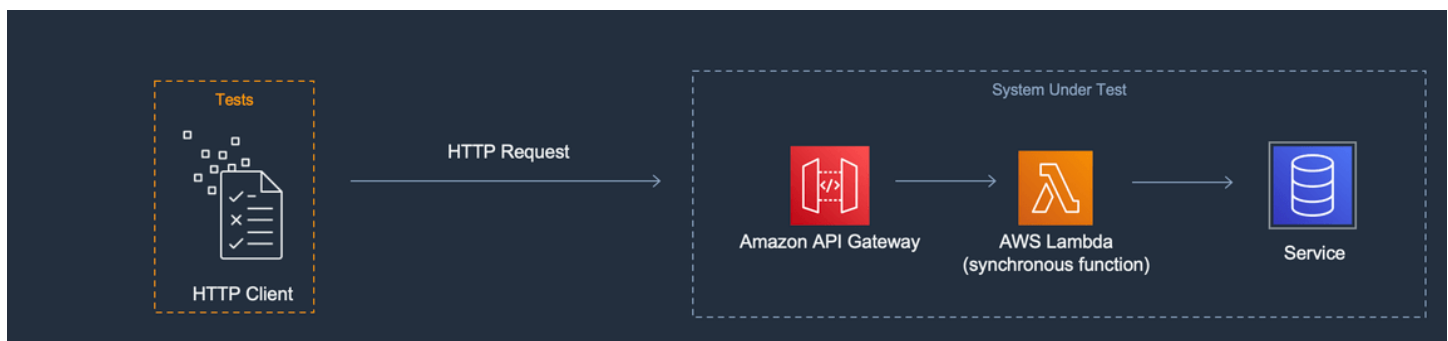 Tests
System Under Test
HTTP Request
</>
Amazon API Gateway
AWS Lambda
(synchronous function)
Service
HTTP Client